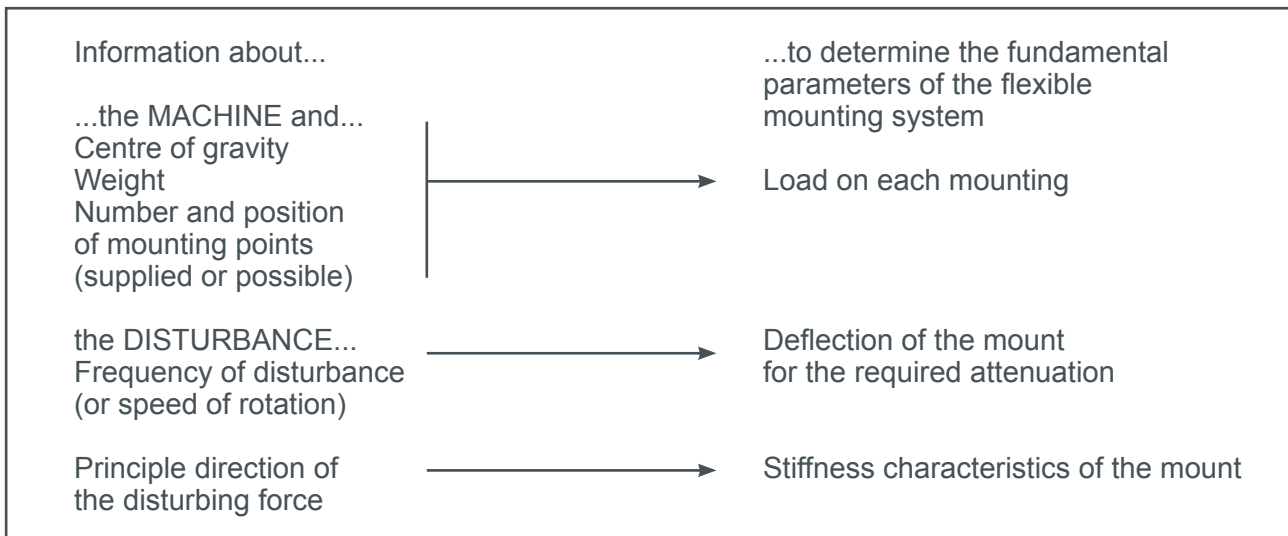 Information about...
...the MACHINE and...
Centre of gravity
Weight
Number and position
of mounting points
(supplied or possible)
the DISTURBANCE...
Frequency of disturbance
(or speed of rotation)
Principle direction of
the disturbing force
...to determine the fundamental
parameters of the flexible
mounting system
Load on each mounting
Deflection of the mount
for the required attenuation
Stiffness characteristics of the mount